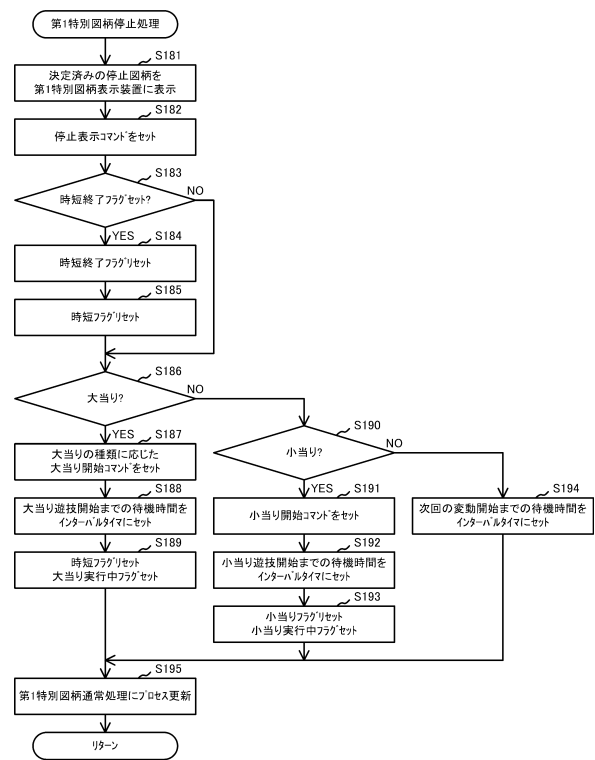 第1特別図柄停止処理
S181
決定済みの停止図柄を
第1特別図柄表示装置に表示
S182
停止表示コマンドをセット
S183
時短終了フラグセット?
NO
YES
S184
時短終了フラグリセット
S185
時短フラグリセット
S186
大当り?
NO
YES
S187
大当りの種類に応じた
大当り開始コマンドをセット
S188
大当り遊技開始までの待機時間を
インターバルタイマにセット
S189
時短フラグリセット
大当り実行中フラグセット
S190
小当り?
NO
YES
S191
小当り開始コマンドをセット
S192
小当り遊技開始までの待機時間を
インターバルタイマにセット
S193
小当りフラグリセット
小当り実行中フラグセット
S194
次回の変動開始までの待機時間を
インターバルタイマにセット
S195
第1特別図柄通常処理にプロセス更新
リターン